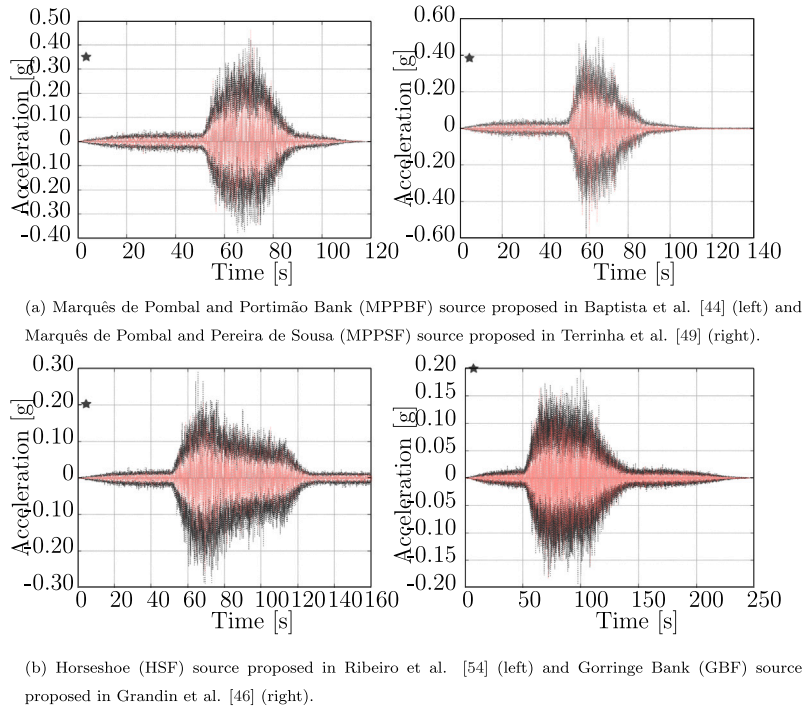 0.50
0.40
0.30
0.20
0.10
0
-0.10
-0.20
-0.30
-0.40
Acceleration [g]
0 20 40 60 80 100 120
Time [s]
0.60
0.40
0.20
0
-0.20
-0.40
-0.60
Acceleration [g]
0 20 40 60 80 100 120 140
Time [s]
(a) Marquês de Pombal and Portimão Bank (MPPBF) source proposed in Baptista et al. [44] (left) and
Marquês de Pombal and Pereira de Sousa (MPPSF) source proposed in Terrinha et al. [49] (right).
0.30
0.20
0.10
0
-0.10
-0.20
-0.30
Acceleration [g]
0 20 40 60 80 100 120 140 160
Time [s]
0.20
0.15
0.10
0.05
0
-0.05
-0.10
-0.15
-0.20
Acceleration [g]
0 50 100 150 200 250
Time [s]
(b) Horseshoe (HSF) source proposed in Ribeiro et al. [54] (left) and Gorringe Bank (GBF) source
proposed in Grandin et al. [46] (right).